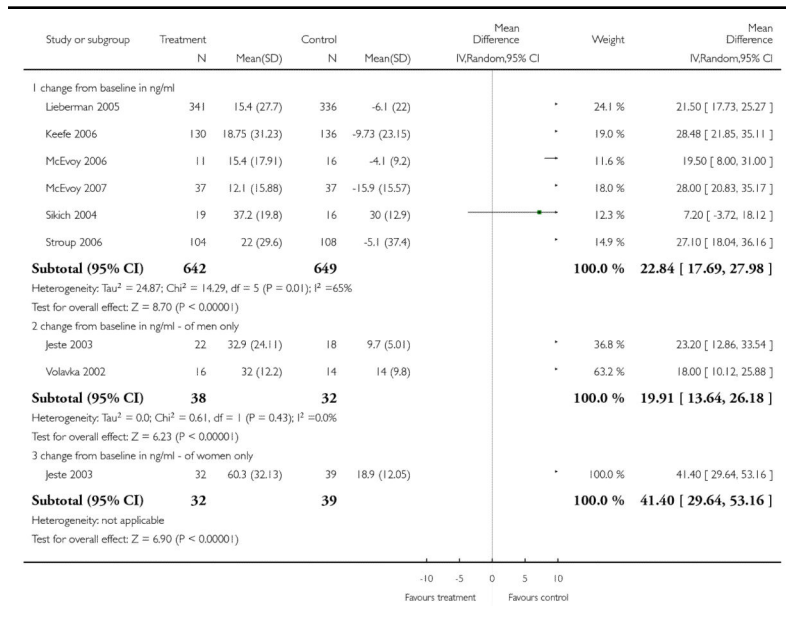 Study or subgroup Treatment Control Mean Difference Weight Mean Difference
N Mean(SD) N Mean(SD) IV,Random,95% CI IV,Random,95% CI
1 change from baseline in ng/ml
Lieberman 2005 341 15.4 (27.7) 336 -6.1 (22) 24.1 % 21.50 [ 17.73, 25.27 ]
Keefe 2006 130 18.75 (31.23) 136 -9.73 (23.15) 19.0 % 28.48 [ 21.85, 35.11 ]
McEvoy 2006 11 15.4 (17.91) 16 -4.1 (9.2) 11.6 % 19.50 [ 8.00, 31.00 ]
McEvoy 2007 37 12.1 (15.88) 37 -15.9 (15.57) 18.0 % 28.00 [ 20.83, 35.17 ]
Sikich 2004 19 37.2 (19.8) 16 30 (12.9) 12.3 % 7.20 [ -3.72, 18.12 ]
Stroup 2006 104 22 (29.6) 108 -5.1 (37.4) 14.9 % 27.10 [ 18.04, 36.16 ]
Subtotal (95% CI) 642 649 100.0 % 22.84 [ 17.69, 27.98 ]
Heterogeneity: Tau² = 24.87; Chi² = 14.29, df = 5 (P = 0.01); I² =65%
Test for overall effect: Z = 8.70 (P < 0.00001)
2 change from baseline in ng/ml - of men only
Jeste 2003 22 32.9 (24.11) 18 9.7 (5.01) 36.8 % 23.20 [ 12.86, 33.54 ]
Volavka 2002 16 32 (12.2) 14 14 (9.8) 63.2 % 18.00 [ 10.12, 25.88 ]
Subtotal (95% CI) 38 32 100.0 % 19.91 [ 13.64, 26.18 ]
Heterogeneity: Tau² = 0.0; Chi² = 0.61, df = 1 (P = 0.43); I² =0.0%
Test for overall effect: Z = 6.23 (P < 0.00001)
3 change from baseline in ng/ml - of women only
Jeste 2003 32 60.3 (32.13) 39 18.9 (12.05) 100.0 % 41.40 [ 29.64, 53.16 ]
Subtotal (95% CI) 32 39 100.0 % 41.40 [ 29.64, 53.16 ]
Heterogeneity: not applicable
Test for overall effect: Z = 6.90 (P < 0.00001)
-10 -5 0 5 10
Favours treatment Favours control